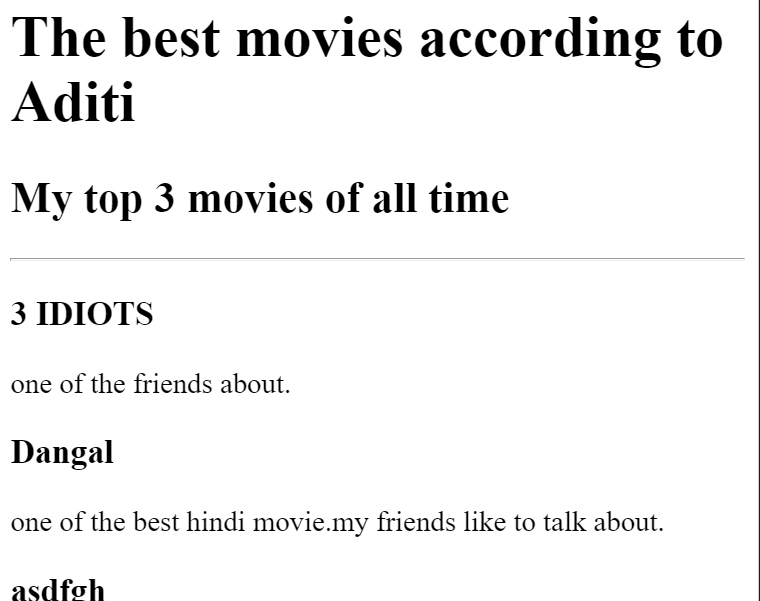 The best movies according to
Aditi
My top 3 movies of all time
3 IDIOTS
one of the friends about.
Dangal
one of the best hindi movie.my friends like to talk about.
asdfgh